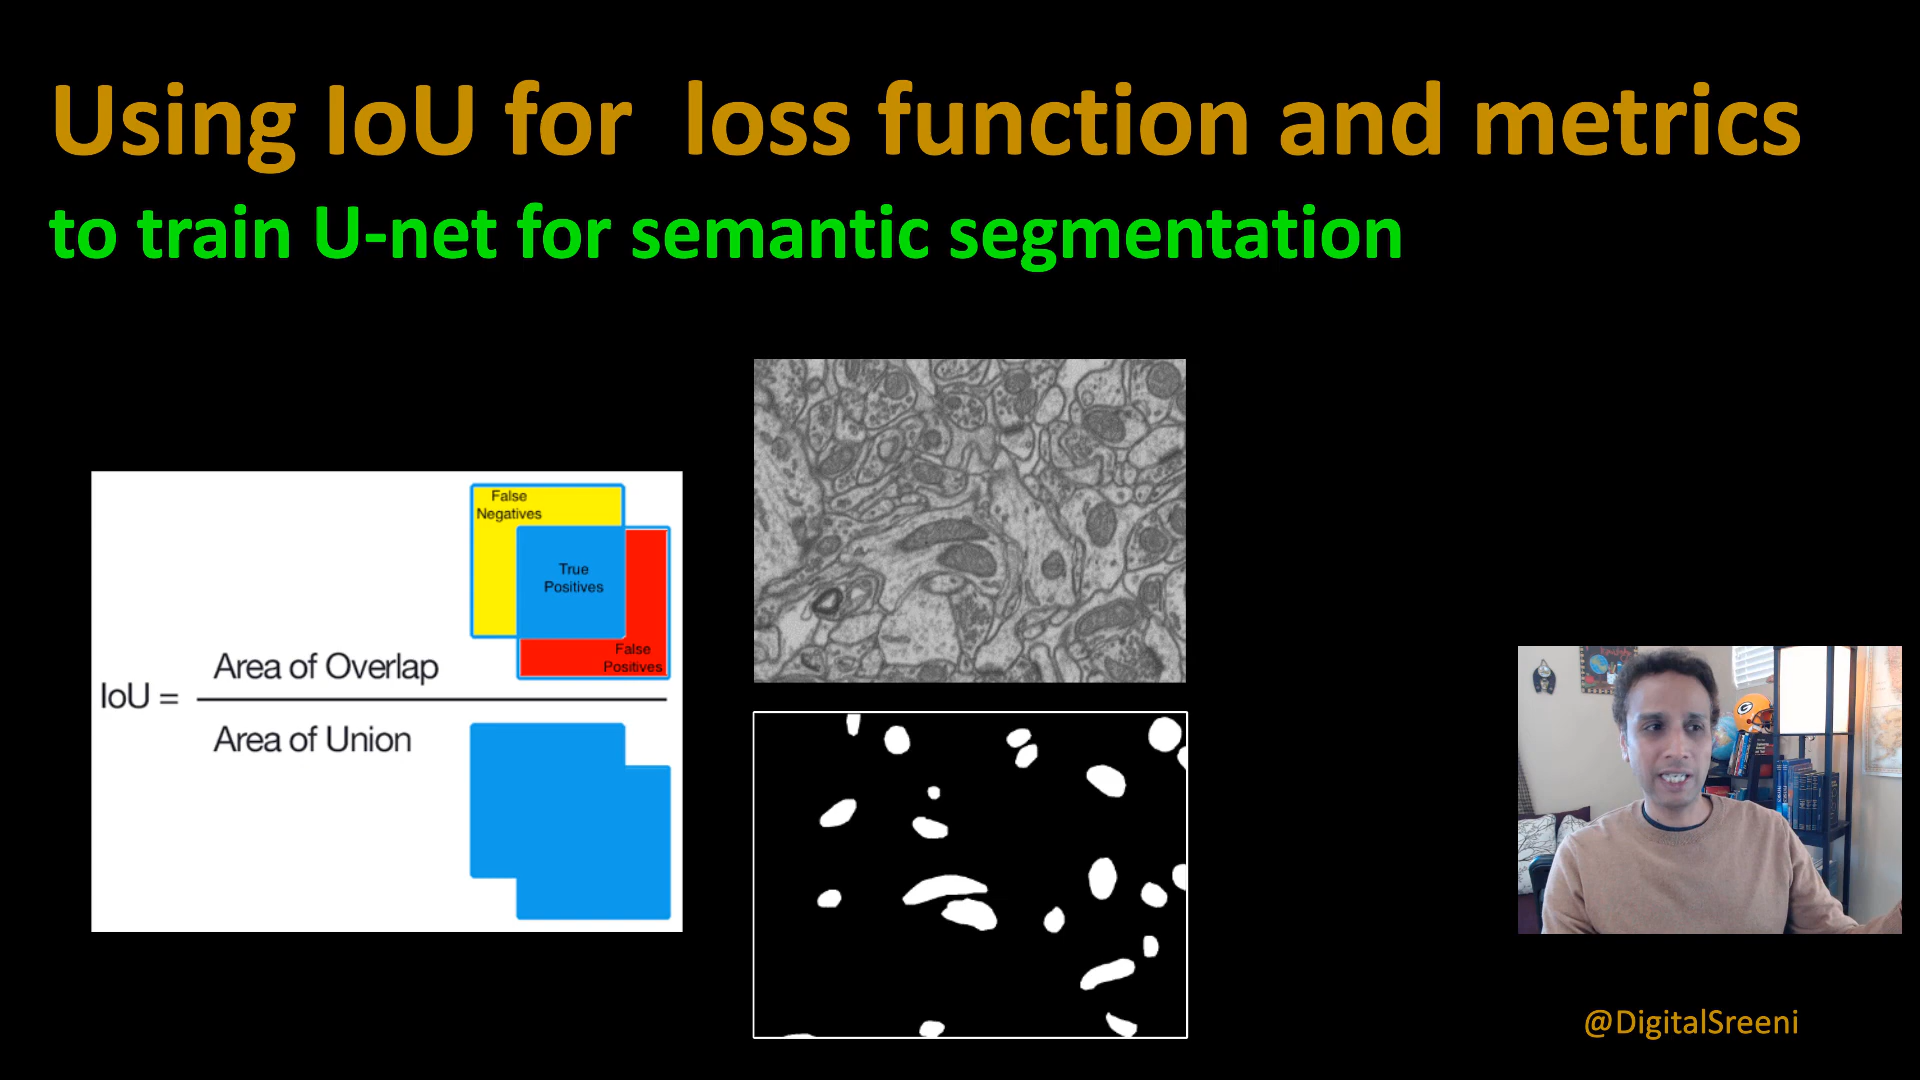 Using IoU for  loss function and metrics
to train U-net for semantic segmentation
False
Negatives
True
Positives
False
Positives
IoU =
Area of Overlap
Area of Union
@DigitalSreeni